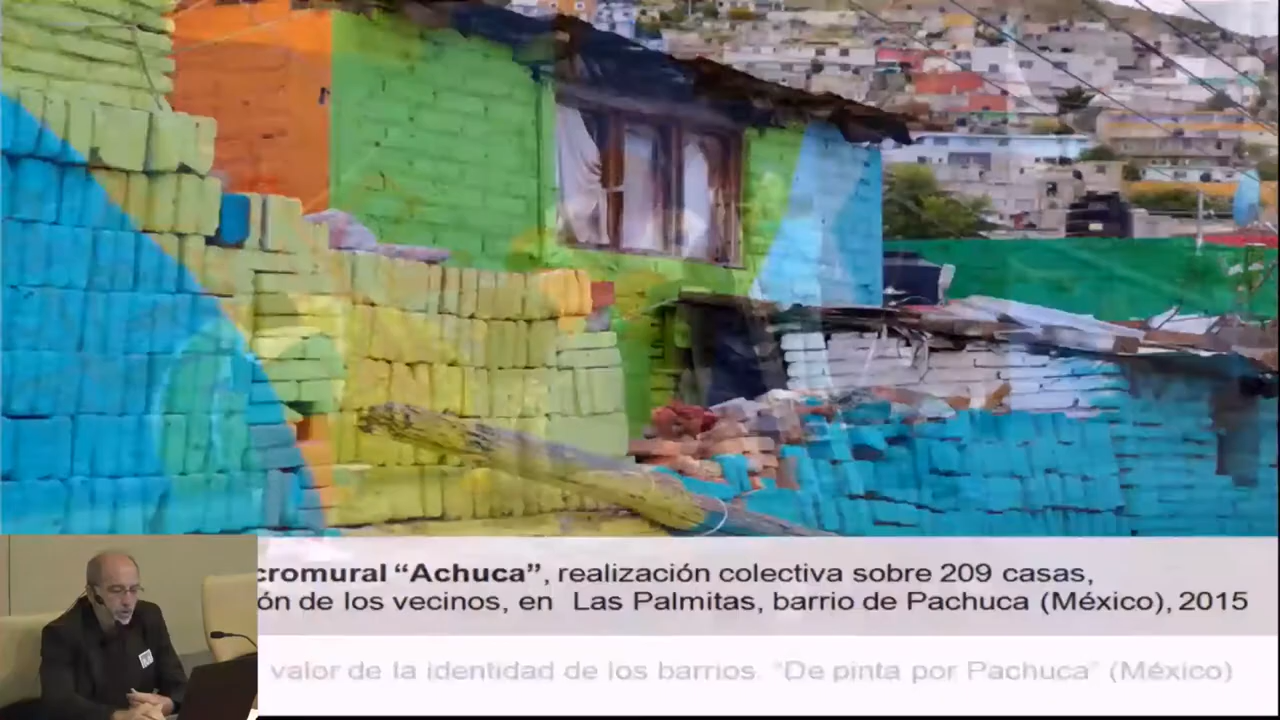 cromural “Achuca”, realización colectiva sobre 209 casas,
ón de los vecinos, en Las Palmitas, barrio de Pachuca (México), 2015
valor de la identidad de los barrios. “De pinta por Pachuca” (México)